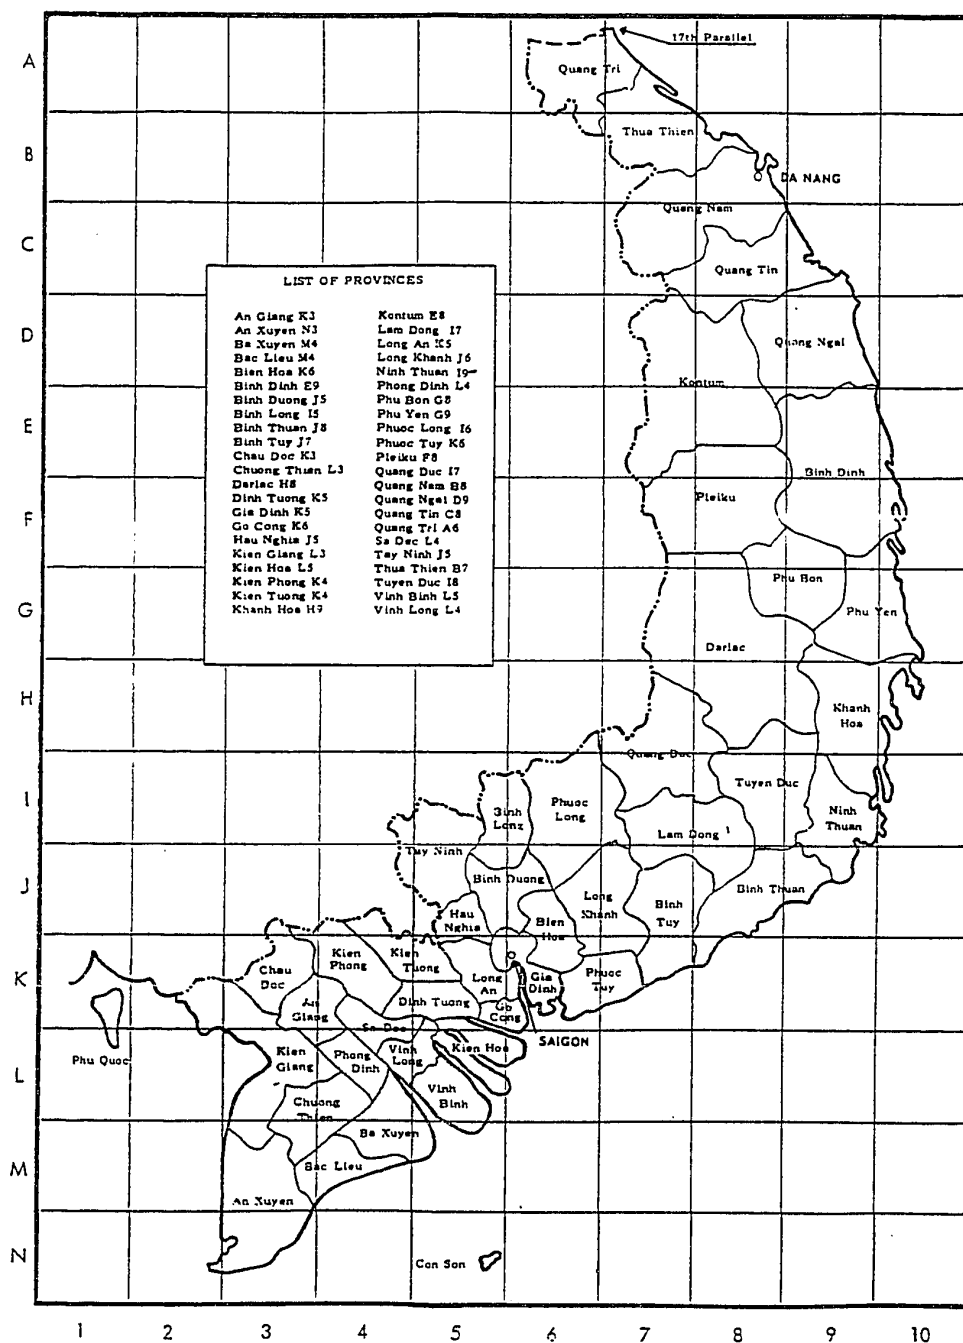 17th Parallel
A
Quang Tri
Thua Thien
B
DA NANG
Quang Nam
C
Quang Tin
LIST OF PROVINCES
An Giang K3
An Xuyen N3
Ba Xuyen M4
Bac Lieu M4
Bien Hoa K6
Binh Dinh E9
Binh Duong J5
Binh Long I5
Binh Thuan J8
Binh Tuy J7
Chau Doc K3
Chuong Thien L3
Darlac H8
Dinh Tuong K5
Gia Dinh K5
Go Cong K6
Hau Nghia J5
Kien Giang L3
Kien Hoa L5
Kien Phong K4
Kien Tuong K4
Khanh Hoa H9
Kontum E8
Lam Dong I7
Long An K5
Long Khanh J6
Ninh Thuan I9
Phong Dinh L4
Phu Bon G8
Phu Yen G9
Phuoc Long I6
Phuoc Tuy K6
Pleiku F8
Quang Duc I7
Quang Nam B8
Quang Ngai D9
Quang Tin C8
Quang Tri A6
Sa Dec L4
Tay Ninh J5
Thua Thien B7
Tuyen Duc I8
Vinh Binh L5
Vinh Long L4
D
Quang Ngai
Kontum
E
Binh Dinh
Pleiku
F
Phu Bon
G
Phu Yen
Darlac
H
Khanh
Hoa
Quang Duc
I
Tuyen Duc
Binh
Long
Phuoc
Long
Ninh
Thuan
Lam Dong
Tay Ninh
J
Binh Duong
Binh Thuan
Long
Khanh
Binh
Tuy
Hau
Nghia
Bien
Hoa
K
Chau
Doc
Kien
Phong
Kien
Tuong
Long
An
Gia
Dinh
Phuoc
Tuy
An
Giang
Dinh Tuong
Go
Cong
Sa Dec
SAIGON
Phu Quoc
L
Kien
Giang
Phong
Dinh
Vinh
Long
Kien Hoa
Vinh
Binh
Chuong
Thien
Ba Xuyen
M
Bac Lieu
An Xuyen
N
Con Son
1 2 3 4 5 6 7 8 9 10